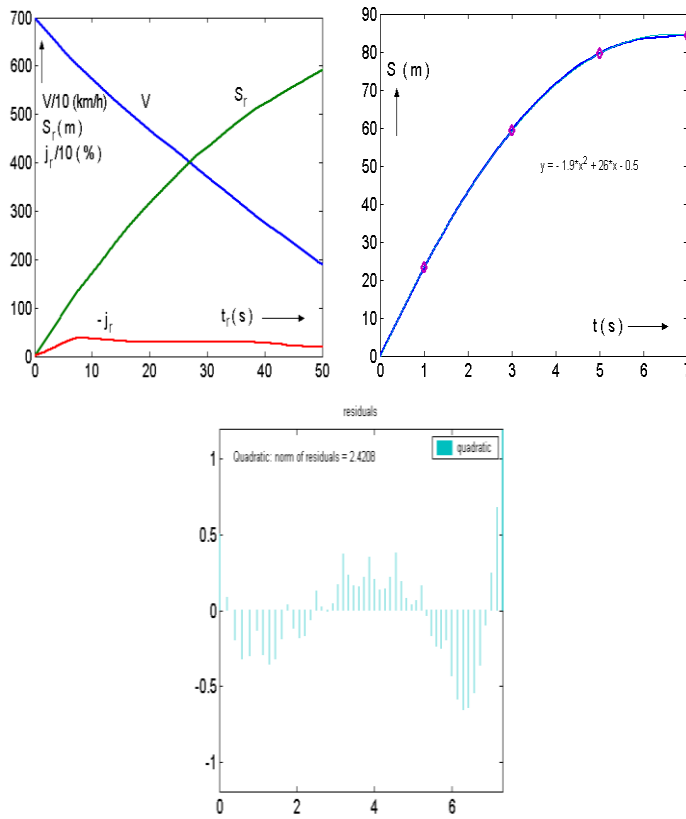 700
600
500
400
300
200
100
0
V/10 (km/h)
S_r (m)
j_r/10 (%)
V
S_r
- j_r
t_r (s)
0 10 20 30 40 50
90
80
70
60
50
40
30
20
10
0
S (m)
y = - 1.9*x^2 + 26*x - 0.5
t (s)
0 1 2 3 4 5 6 7
residuals
Quadratic: norm of residuals = 2.4208
quadratic
1
0.5
0
-0.5
-1
0 2 4 6